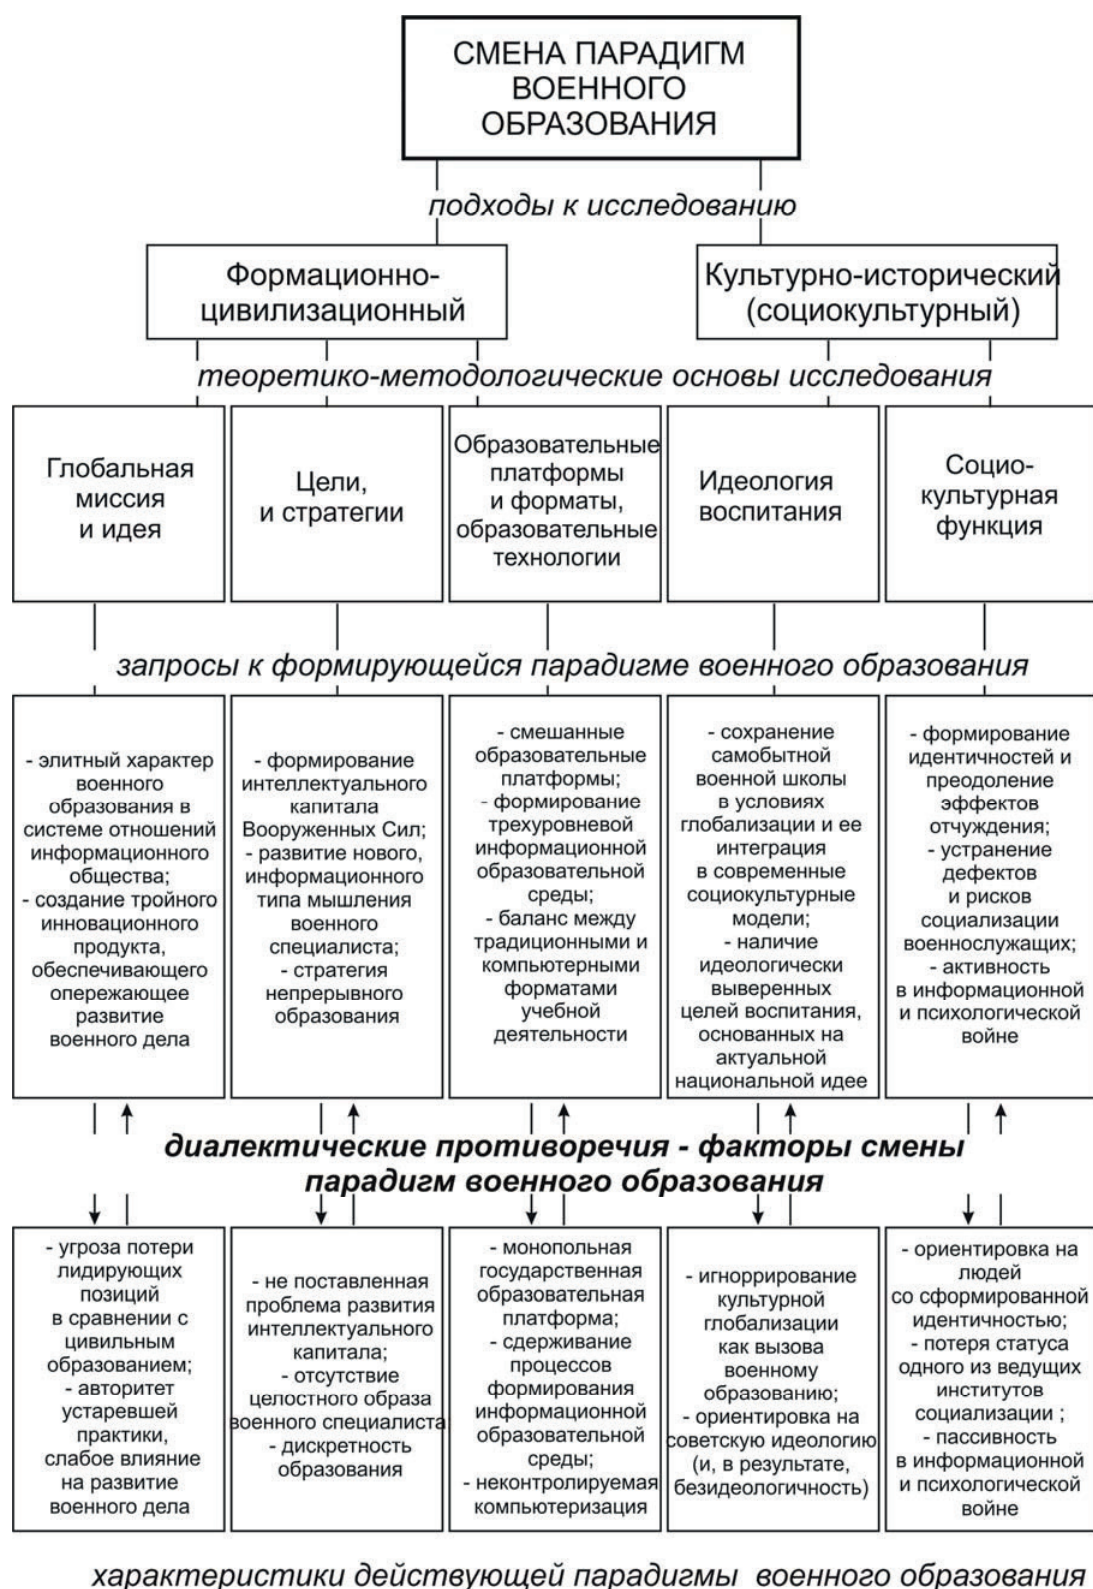 СМЕНА ПАРАДИГМ
ВОЕННОГО
ОБРАЗОВАНИЯ
подходы к исследованию
Формационно-
цивилизационный
Культурно-исторический
(социокультурный)
теоретико-методологические основы исследования
Глобальная
миссия
и идея
Цели,
и стратегии
Образовательные
платформы
и форматы,
образовательные
технологии
Идеология
воспитания
Социо-
культурная
функция
запросы к формирующейся парадигме военного образования
- элитный характер
военного
образования в
системе отношений
информационного
общества;
- создание тройного
инновационного
продукта,
обеспечивающего
опережающее
развитие
военного дела
- формирование
интеллектуального
капитала
Вооруженных Сил;
- развитие нового,
информационного
типа мышления
военного
специалиста;
- стратегия
непрерывного
образования
- смешанные
образовательные
платформы;
- формирование
трехуровневой
информационной
образовательной
среды;
- баланс между
традиционными и
компьютерными
форматами
учебной
деятельности
- сохранение
самобытной
военной школы
в условиях
глобализации и ее
интеграция
в современные
социокультурные
модели;
- наличие
идеологически
выверенных
целей воспитания,
основанных на
актуальной
национальной идее
- формирование
идентичностей и
преодоление
эффектов
отчуждения;
- устранение
дефектов
и рисков
социализации
военнослужащих;
- активность
в информационной
и психологической
войне
диалектические противоречия - факторы смены
парадигм военного образования
- угроза потери
лидирующих
позиций
в сравнении с
цивильным
образованием;
- авторитет
устаревшей
практики,
слабое влияние
на развитие
военного дела
- не поставленная
проблема развития
интеллектуального
капитала;
- отсутствие
целостного образа
военного специалиста;
- дискретность
образования
- монопольная
государственная
образовательная
платформа;
- сдерживание
процессов
формирования
информационной
образовательной
среды;
- неконтролируемая
компьютеризация
- игноррирование
культурной
глобализации
как вызова
военному
образованию;
- ориентировка на
советскую идеологию
(и, в результате,
безидеологичность)
- ориентировка на
людей
со сформированной
идентичностью;
- потеря статуса
одного из ведущих
институтов
социализации ;
- пассивность
в информационной
и психологической
войне
характеристики действующей парадигмы военного образования